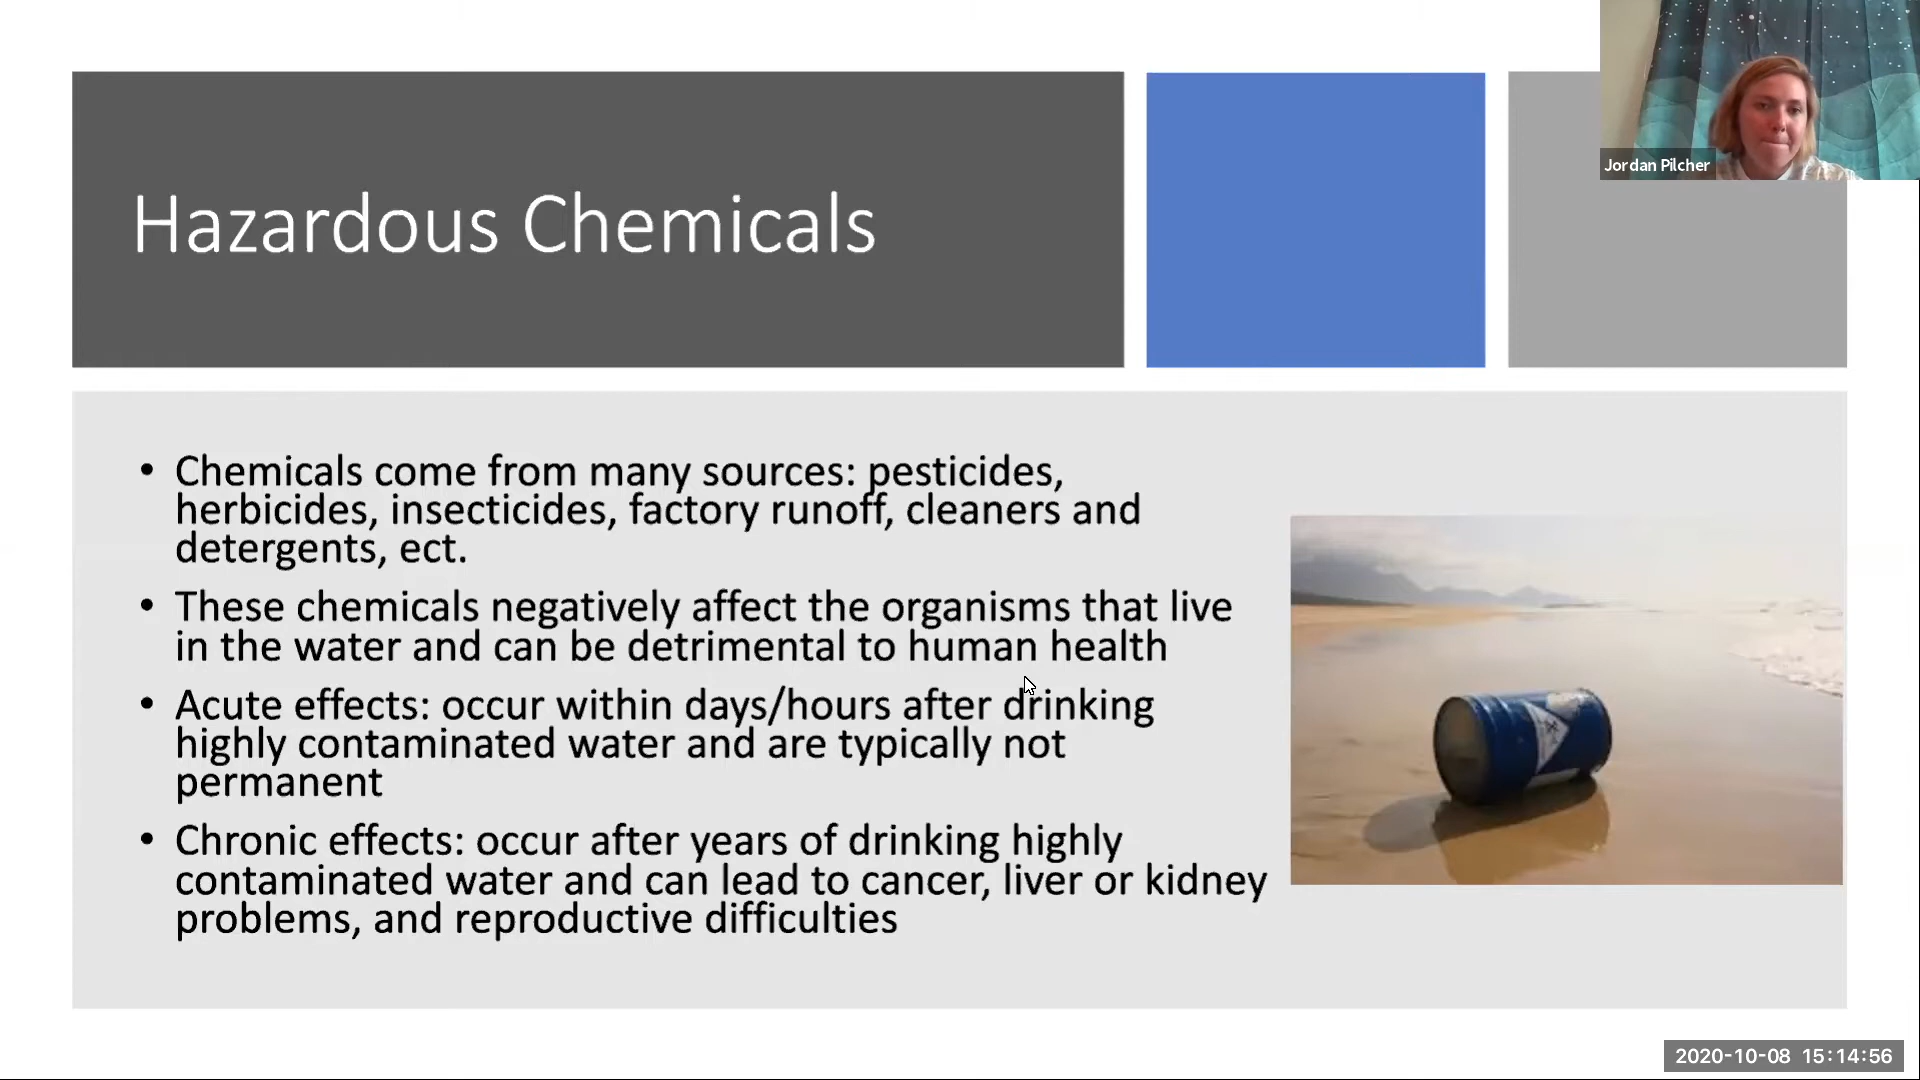 Jordan Pilcher
Hazardous Chemicals
• Chemicals come from many sources: pesticides,
herbicides, insecticides, factory runoff, cleaners and
detergents, ect.
• These chemicals negatively affect the organisms that live
in the water and can be detrimental to human health
• Acute effects: occur within days/hours after drinking
highly contaminated water and are typically not
permanent
• Chronic effects: occur after years of drinking highly
contaminated water and can lead to cancer, liver or kidney
problems, and reproductive difficulties
2020-10-08 15:14:56